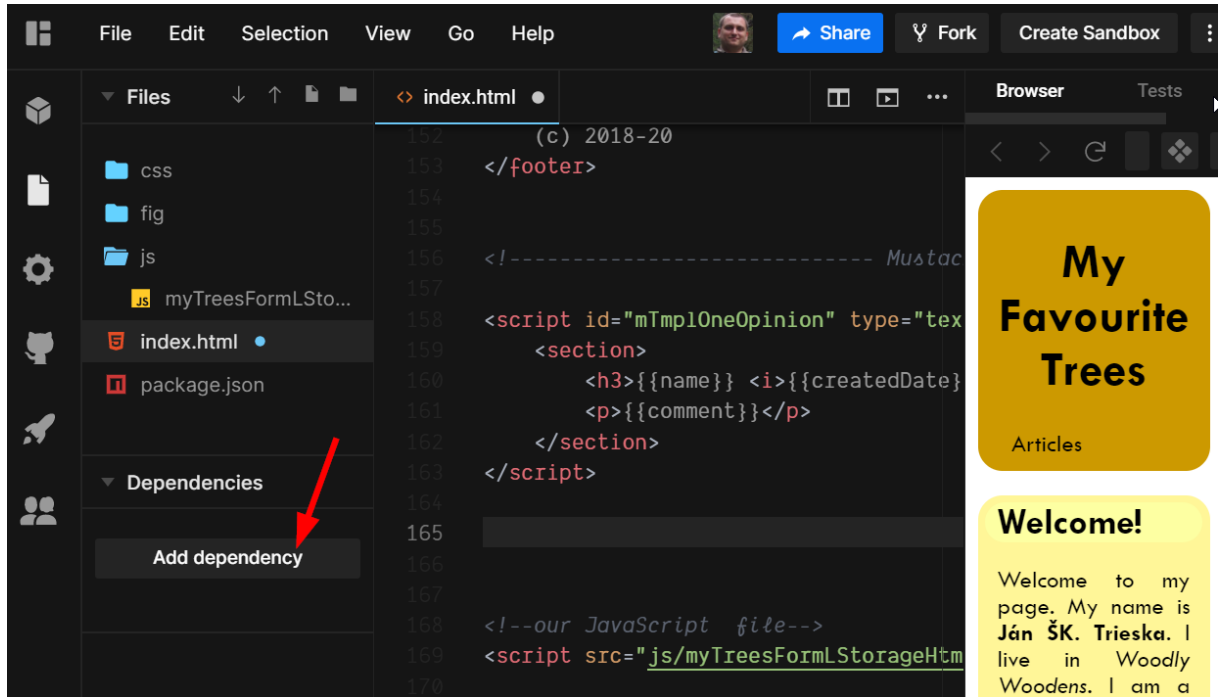 File Edit Selection View Go Help Share Fork Create Sandbox
Files
index.html
Browser Tests
css
fig
js
JS myTreesFormLSto...
index.html
package.json
Dependencies
Add dependency
152 (c) 2018-20
153 </footer>
154
155
156 <!----------------------------- Mustac
157
158 <script id="mTmplOneOpinion" type="tex
159 <section>
160 <h3>{{name}} <i>{{createdDate}
161 <p>{{comment}}</p>
162 </section>
163 </script>
164
165
166
167
168 <!--our JavaScript file-->
169 <script src="js/myTreesFormLStorageHtm
170
My
Favourite
Trees
Articles
Welcome!
Welcome to my
page. My name is
Ján ŠK. Trieska. I
live in Woodly
Woodens. I am a